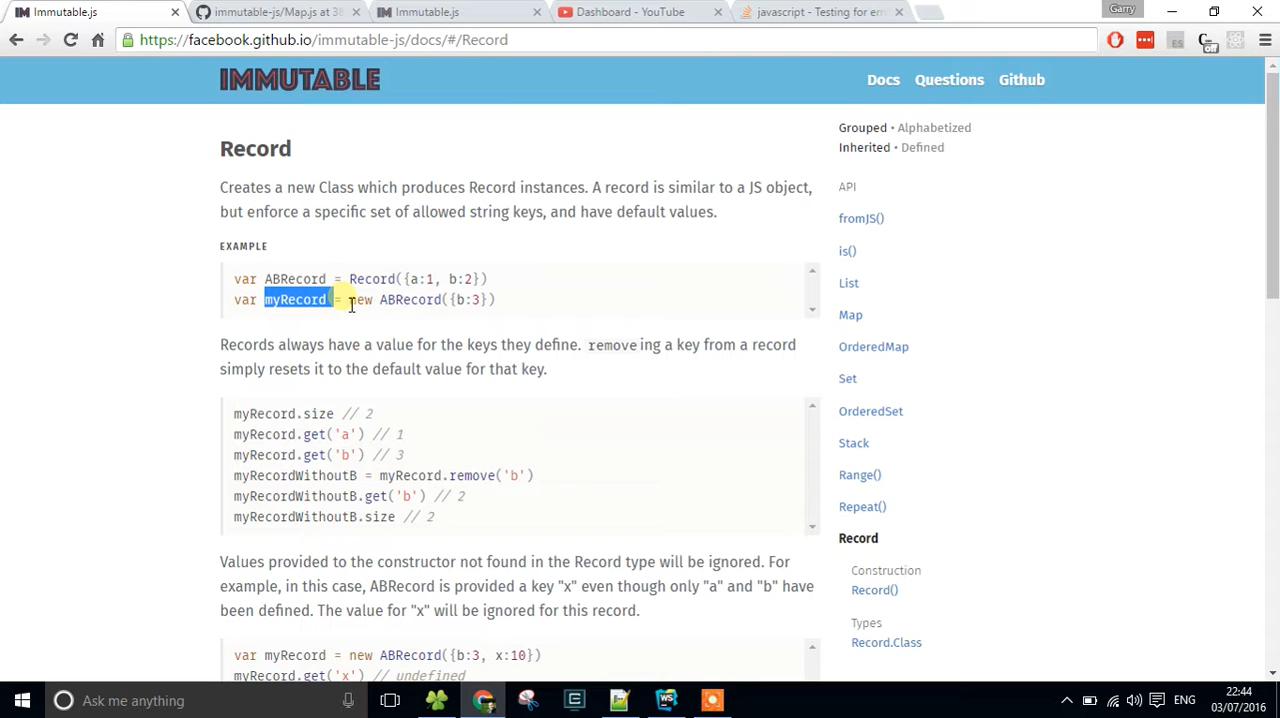 Immutable.js
immutable-js/Map.js at 38
Immutable.js
Dashboard - YouTube
javascript - Testing for err
Garry
https://facebook.github.io/immutable-js/docs/#/Record
ES
off
IMMUTABLE
Docs Questions Github
Record
Creates a new Class which produces Record instances. A record is similar to a JS object,
but enforce a specific set of allowed string keys, and have default values.
EXAMPLE
var ABRecord = Record({a:1, b:2})
var myRecord = new ABRecord({b:3})
Records always have a value for the keys they define. removeing a key from a record
simply resets it to the default value for that key.
myRecord.size // 2
myRecord.get('a') // 1
myRecord.get('b') // 3
myRecordWithoutB = myRecord.remove('b')
myRecordWithoutB.get('b') // 2
myRecordWithoutB.size // 2
Values provided to the constructor not found in the Record type will be ignored. For
example, in this case, ABRecord is provided a key "x" even though only "a" and "b" have
been defined. The value for "x" will be ignored for this record.
var myRecord = new ABRecord({b:3, x:10})
myRecord.get('x') // undefined
Grouped • Alphabetized
Inherited • Defined
API
fromJS()
is()
List
Map
OrderedMap
Set
OrderedSet
Stack
Range()
Repeat()
Record
Construction
Record()
Types
Record.Class
Ask me anything
ENG
22:44
03/07/2016